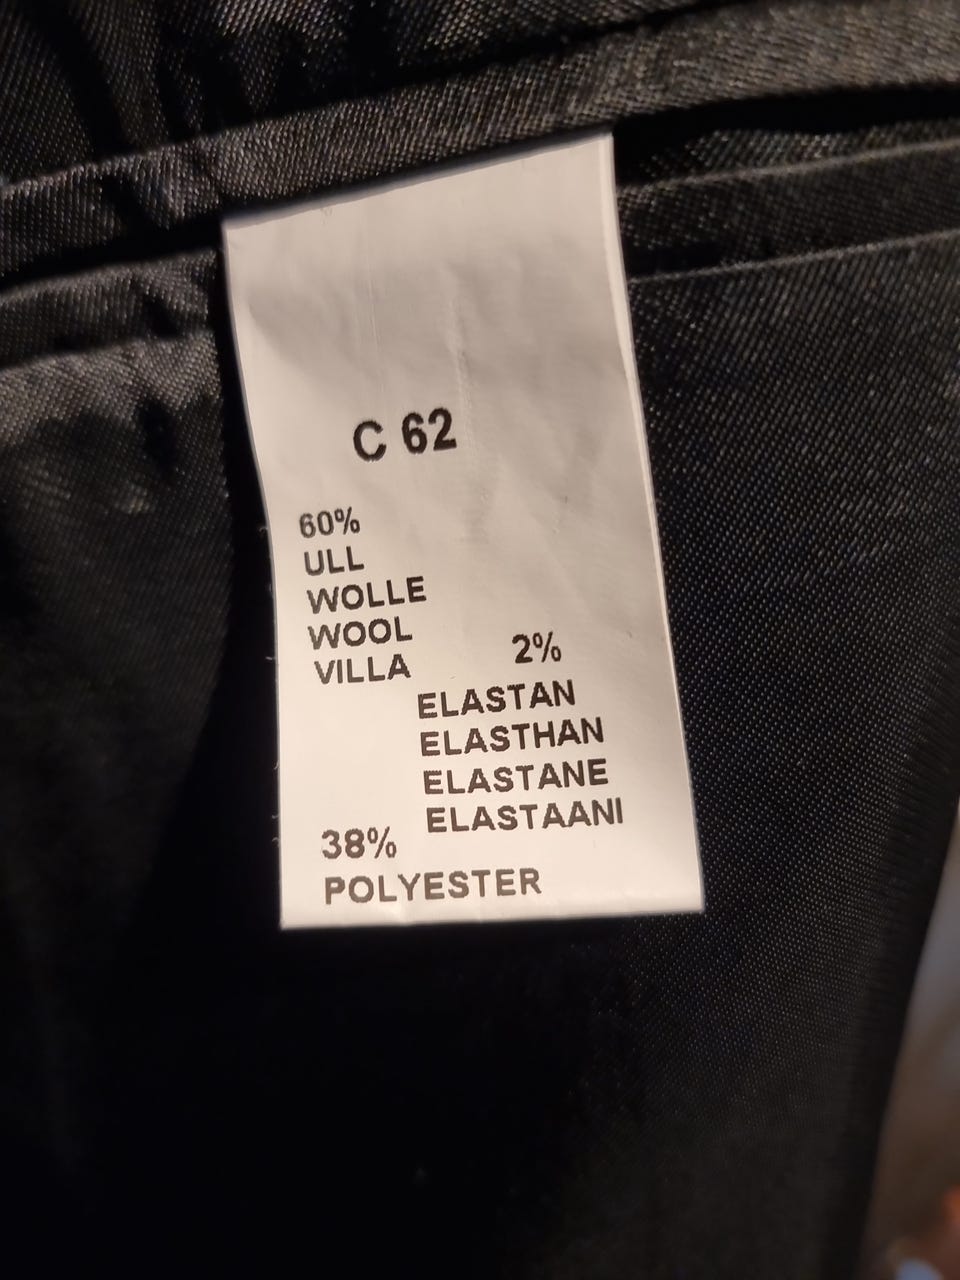 C 62
60%
ULL
WOLLE
WOOL
VILLA
2%
ELASTAN
ELASTHAN
ELASTANE
ELASTAANI
38%
POLYESTER